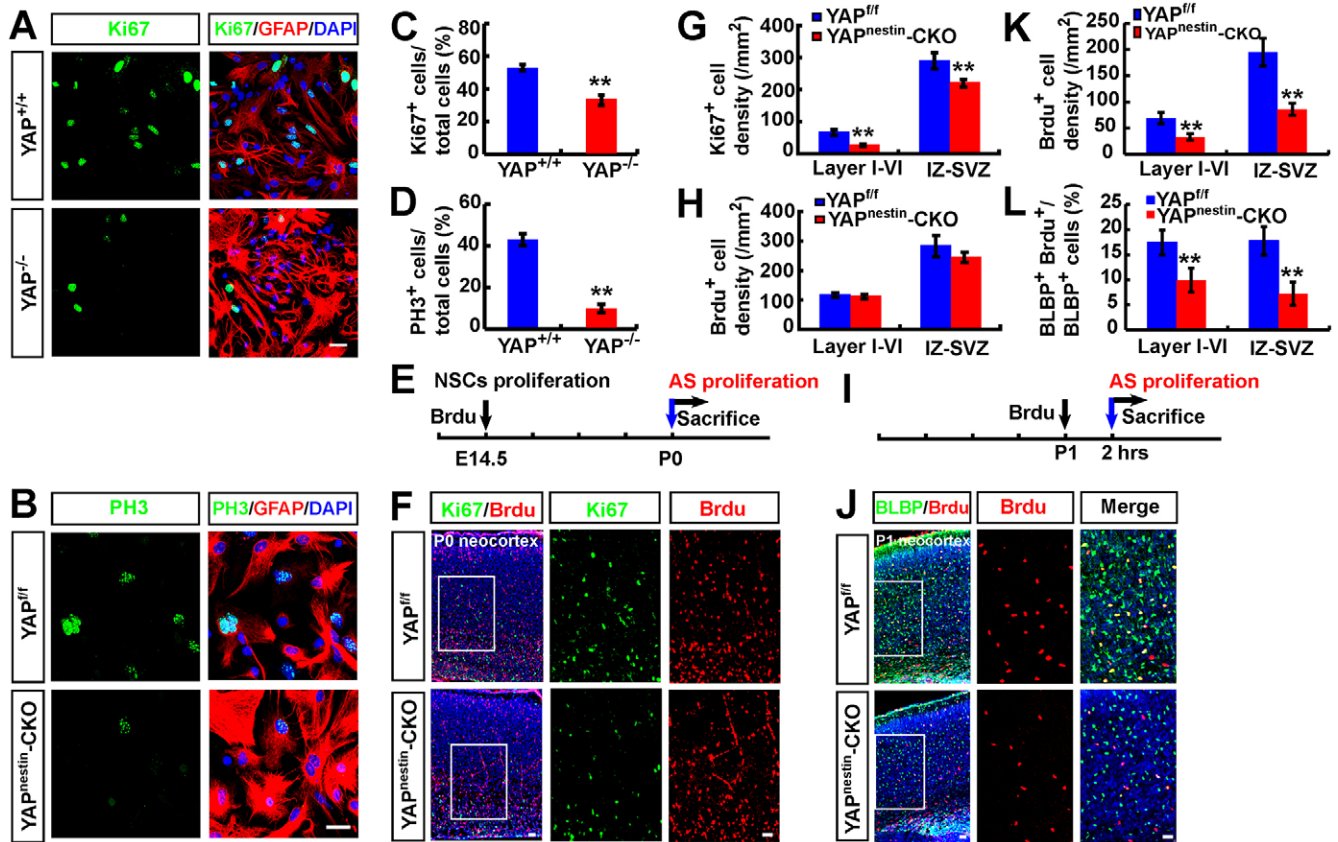 A
Ki67
Ki67/GFAP/DAPI
YAP+/+
YAP-/-
B
PH3
PH3/GFAP/DAPI
YAPf/f
YAPnestin-CKO
C
Ki67+ cells/
total cells (%)
80
60
40
20
0
**
YAP+/+
YAP-/-
D
PH3+ cells/
total cells (%)
60
40
20
0
**
YAP+/+
YAP-/-
G
Ki67+ cell
density (/mm2)
400
300
200
100
0
YAPf/f
YAPnestin-CKO
**
**
Layer I-VI
IZ-SVZ
H
Brdu+ cell
density (/mm2)
400
300
200
100
0
YAPf/f
YAPnestin-CKO
Layer I-VI
IZ-SVZ
K
Brdu+ cell
density (/mm2)
250
200
150
100
50
0
YAPf/f
YAPnestin-CKO
**
**
Layer I-VI
IZ-SVZ
L
BLBP+ Brdu+/
BLBP+ cells (%)
25
20
15
10
5
0
YAPf/f
YAPnestin-CKO
**
**
Layer I-VI
IZ-SVZ
E
NSCs proliferation
AS proliferation
Brdu
Sacrifice
E14.5
P0
I
AS proliferation
Brdu
Sacrifice
P1
2 hrs
F
Ki67/Brdu
Ki67
Brdu
P0 neocortex
YAPf/f
YAPnestin-CKO
J
BLBP/Brdu
Brdu
Merge
P1 neocortex
YAPf/f
YAPnestin-CKO